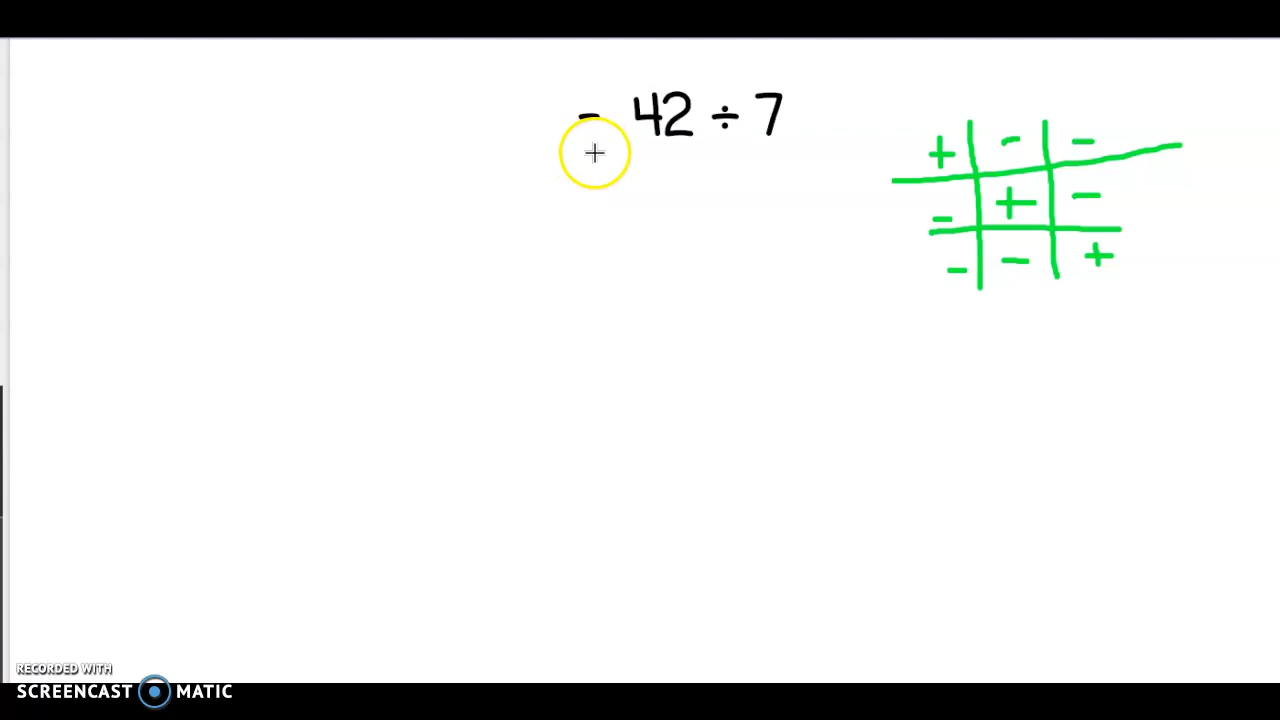 - 42 ÷ 7
+ - -
- + -
- - +
RECORDED WITH
SCREENCAST MATIC